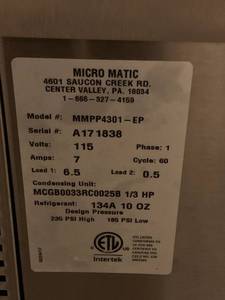 MICRO MATIC
4601 SAUCON CREEK RD.
CENTER VALLEY, PA. 18034
1-866-327-4159
Model #: MMPP4301-EP
Serial #: A171838
Volts: 115 Phase: 1
Amps: 7 Cycle: 60
Load 1: 6.5 Load 2: 0.5
Condensing Unit:
MCGB0033RC0025B 1/3 HP
Refrigerant: 134A 10 OZ
Design Pressure
235 PSI High 185 PSI Low
ETL
Intertek